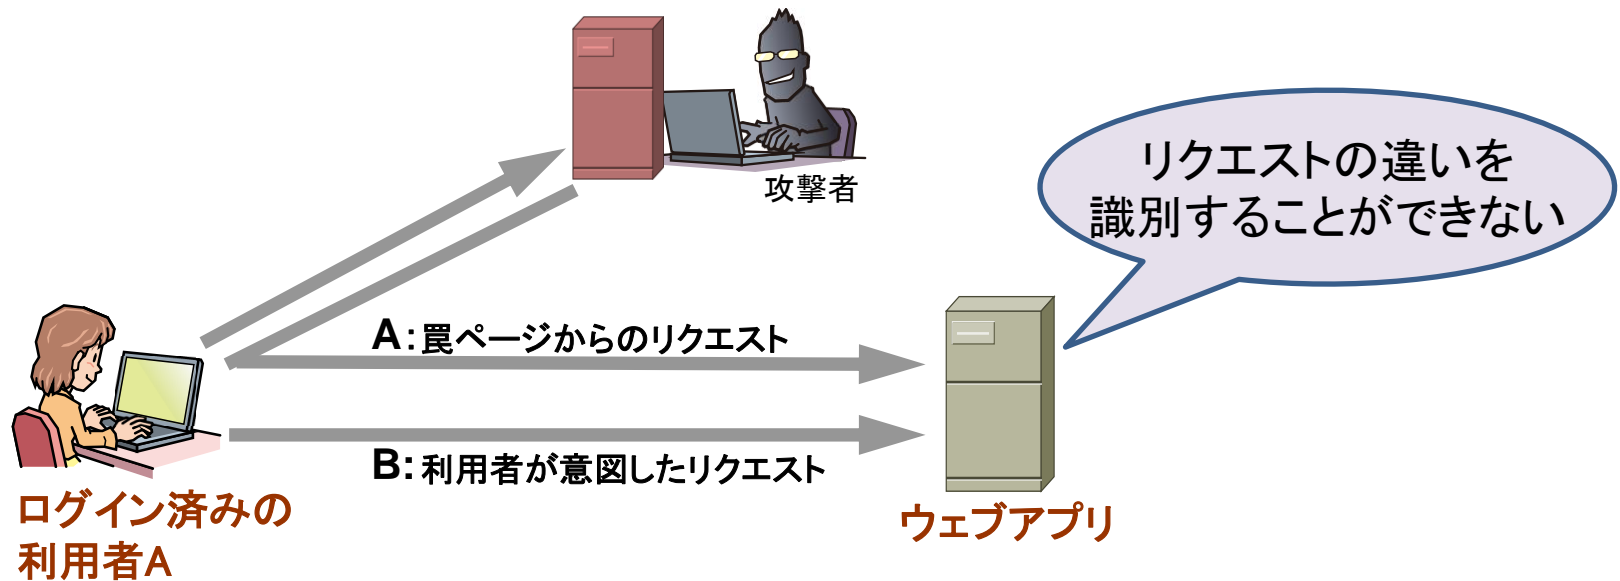 攻撃者
リクエストの違いを
識別することができない
A:罠ページからのリクエスト
B:利用者が意図したリクエスト
ログイン済みの
利用者A
ウェブアプリ